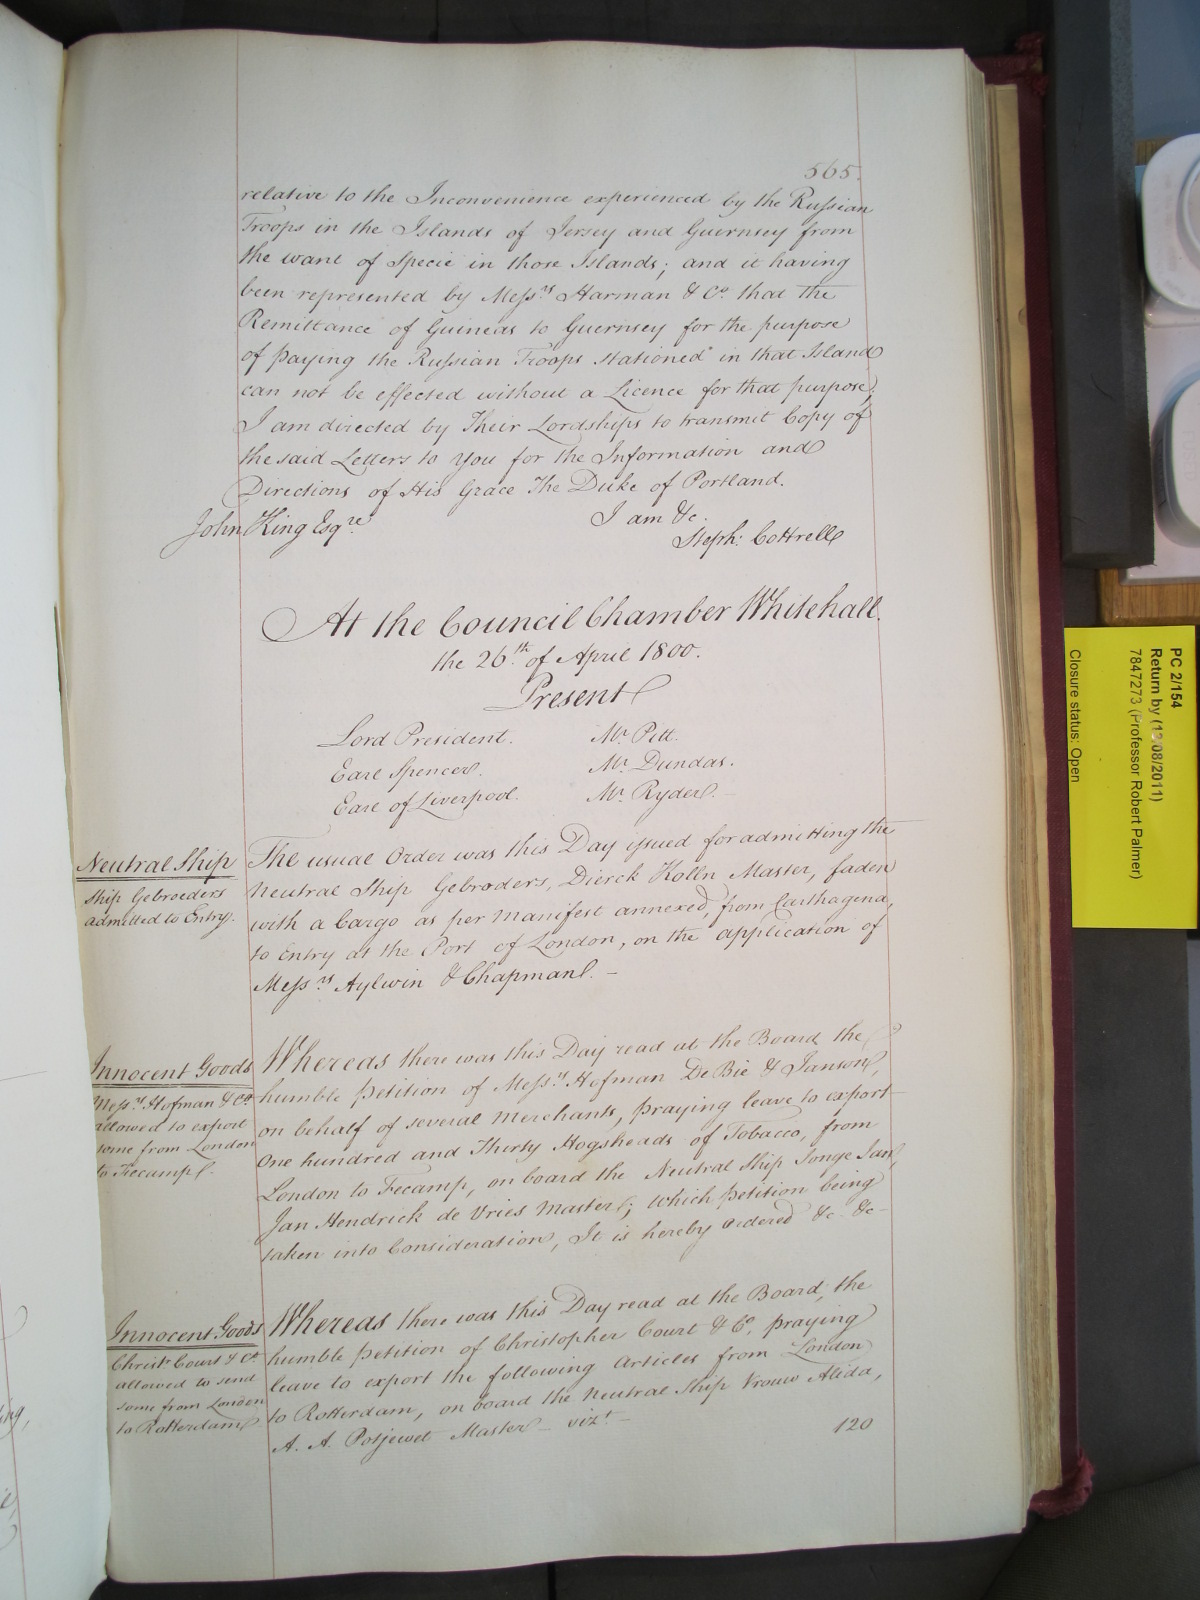 565.
relative to the Inconvenience experienced by the Russian
Troops in the Islands of Jersey and Guernsey from
the want of Specie in those Islands; and it having
been represented by Messrs Harman & Co. that the
Remittance of Guineas to Guernsey for the purpose
of paying the Russian Troops stationed in that Island
can not be effected without a Licence for that purpose;
I am directed by Their Lordships to transmit Copy of
the said Letters to You for the Information and
Directions of His Grace The Duke of Portland.
I am &c.
John King Esqre
Steph: Cottrell
At the Council Chamber Whitehall.
the 26th of April 1800.
Present
Lord President. Mr. Pitt.
Earl Spencer. Mr. Dundas.
Earl of Liverpool. Mr. Ryder.
Neutral Ship
Ship Gebroeders
admitted to Entry.
The usual Order was this Day issued for admitting the
Neutral Ship Gebroders, Dierck Kolln Master, laden
with a Cargo as per Manifest annexed, from Carthagena,
to Entry at the Port of London, on the application of
Messrs Aylwin & Chapman. —
Innocent Goods
Messrs. Hofman & Co.
allowed to export
some from London
to Fecamp.
Whereas there was this Day read at the Board the
humble Petition of Messrs. Hofman De Bie & Janson,
on behalf of several Merchants, praying leave to export
One hundred and Thirty Hogsheads of Tobacco, from
London to Fecamp, on board the Neutral Ship Jonge Jan,
Jan Hendrick de Vries Master; Which Petition being
taken into Consideration, It is hereby Ordered &c. &c.
Innocent Goods
Christr Court & Co.
allowed to send
some from London
to Rotterdam.
Whereas there was this Day read at the Board, the
humble Petition of Christopher Court & Co. praying
leave to export the following Articles from London
to Rotterdam, on board the Neutral Ship Vrouw Alida,
A. A. Potjewet Master — vizt. —
120
PC 2/154
Return by (12/08/2011)
7847273 (Professor Robert Palmer)
Closure status: Open